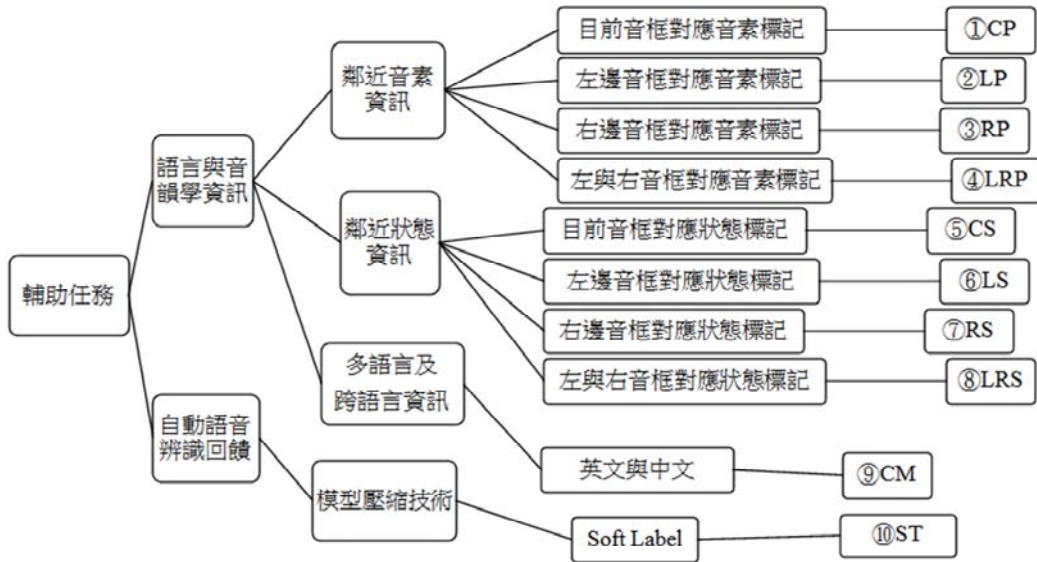 輔助任務
語言與音
韻學資訊
自動語音
辨識回饋
鄰近音素
資訊
鄰近狀態
資訊
多語言及
跨語言資訊
模型壓縮技術
目前音框對應音素標記
①CP
左邊音框對應音素標記
②LP
右邊音框對應音素標記
③RP
左與右音框對應音素標記
④LRP
目前音框對應狀態標記
⑤CS
左邊音框對應狀態標記
⑥LS
右邊音框對應狀態標記
⑦RS
左與右音框對應狀態標記
⑧LRS
英文與中文
⑨CM
Soft Label
⑩ST